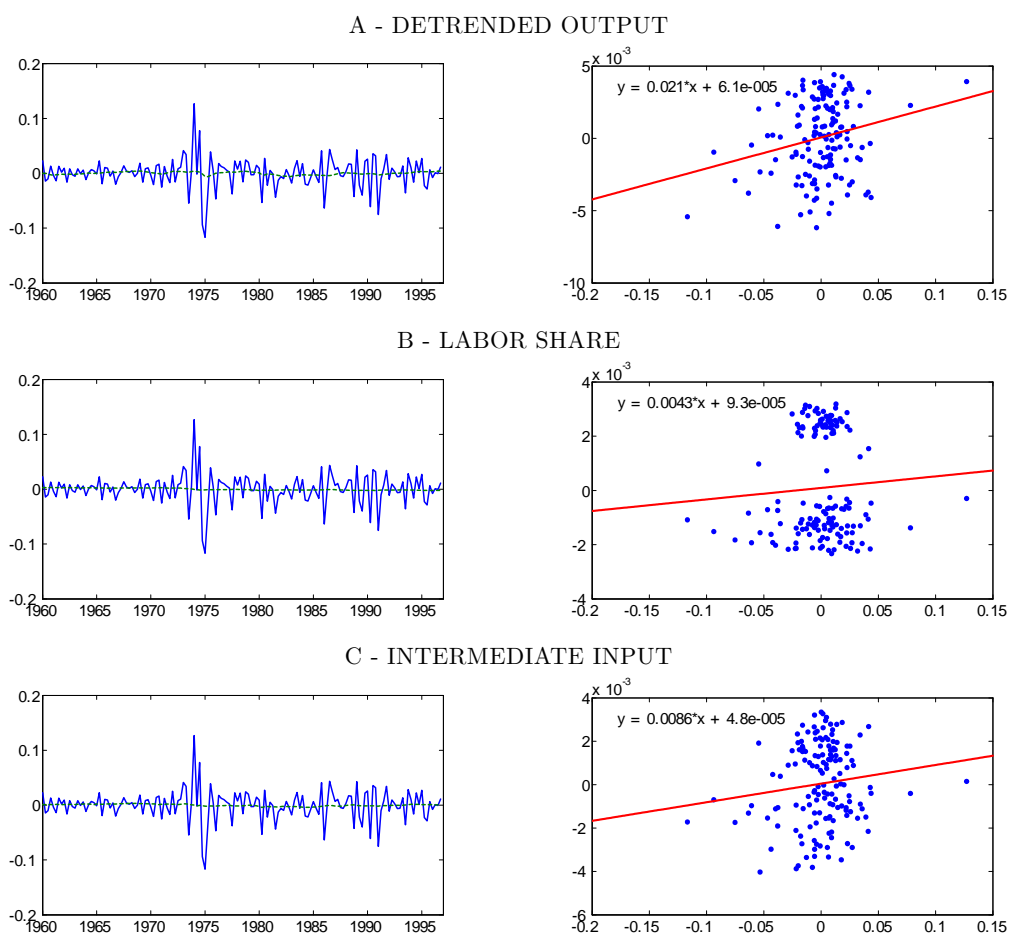 A - DETRENDED OUTPUT
0.2
0.1
0
-0.1
-0.2
1960 1965 1970 1975 1980 1985 1990 1995
x 10-3
5
0
-5
-10
y = 0.021*x + 6.1e-005
-0.2 -0.15 -0.1 -0.05 0 0.05 0.1 0.15
B - LABOR SHARE
0.2
0.1
0
-0.1
-0.2
1960 1965 1970 1975 1980 1985 1990 1995
x 10-3
4
2
0
-2
-4
y = 0.0043*x + 9.3e-005
-0.2 -0.15 -0.1 -0.05 0 0.05 0.1 0.15
C - INTERMEDIATE INPUT
0.2
0.1
0
-0.1
-0.2
1960 1965 1970 1975 1980 1985 1990 1995
x 10-3
4
2
0
-2
-4
-6
y = 0.0086*x + 4.8e-005
-0.2 -0.15 -0.1 -0.05 0 0.05 0.1 0.15